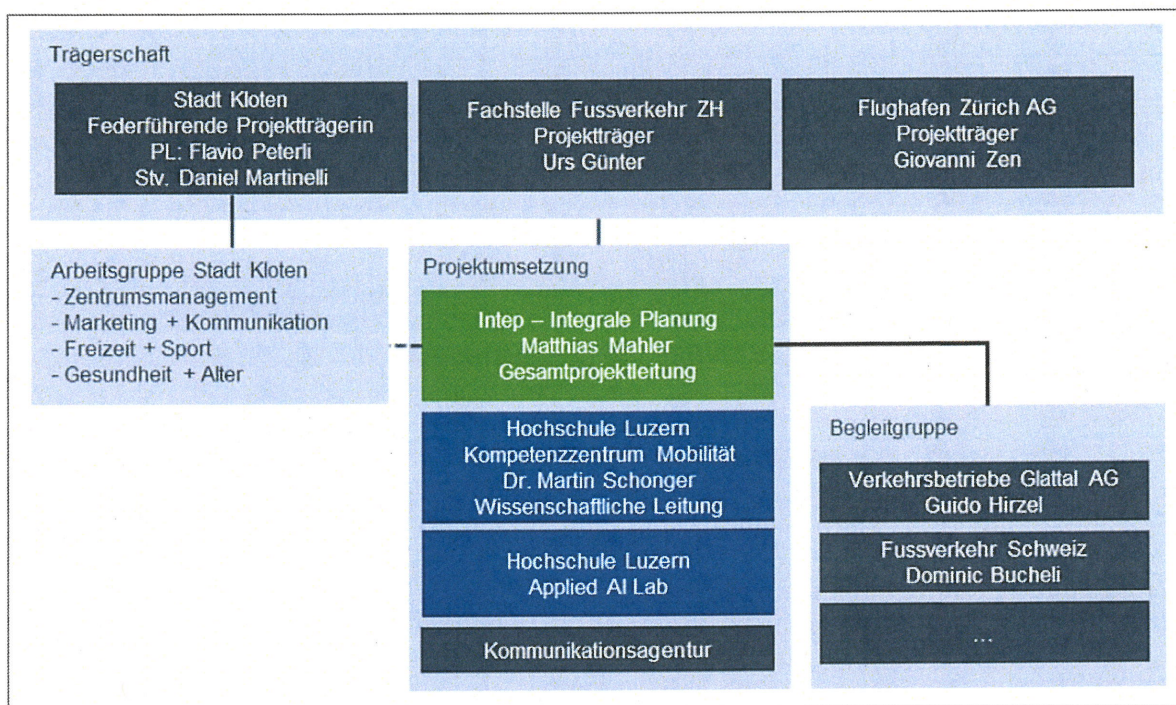 Trägerschaft
Stadt Kloten
Federführende Projektträgerin
PL: Flavio Peterli
Stv. Daniel Martinelli
Fachstelle Fussverkehr ZH
Projektträger
Urs Günter
Flughafen Zürich AG
Projektträger
Giovanni Zen
Arbeitsgruppe Stadt Kloten
- Zentrumsmanagement
- Marketing + Kommunikation
- Freizeit + Sport
- Gesundheit + Alter
Projektumsetzung
Intep – Integrale Planung
Matthias Mahler
Gesamtprojektleitung
Hochschule Luzern
Kompetenzzentrum Mobilität
Dr. Martin Schonger
Wissenschaftliche Leitung
Hochschule Luzern
Applied AI Lab
Kommunikationsagentur
Begleitgruppe
Verkehrsbetriebe Glattal AG
Guido Hirzel
Fussverkehr Schweiz
Dominic Bucheli
...